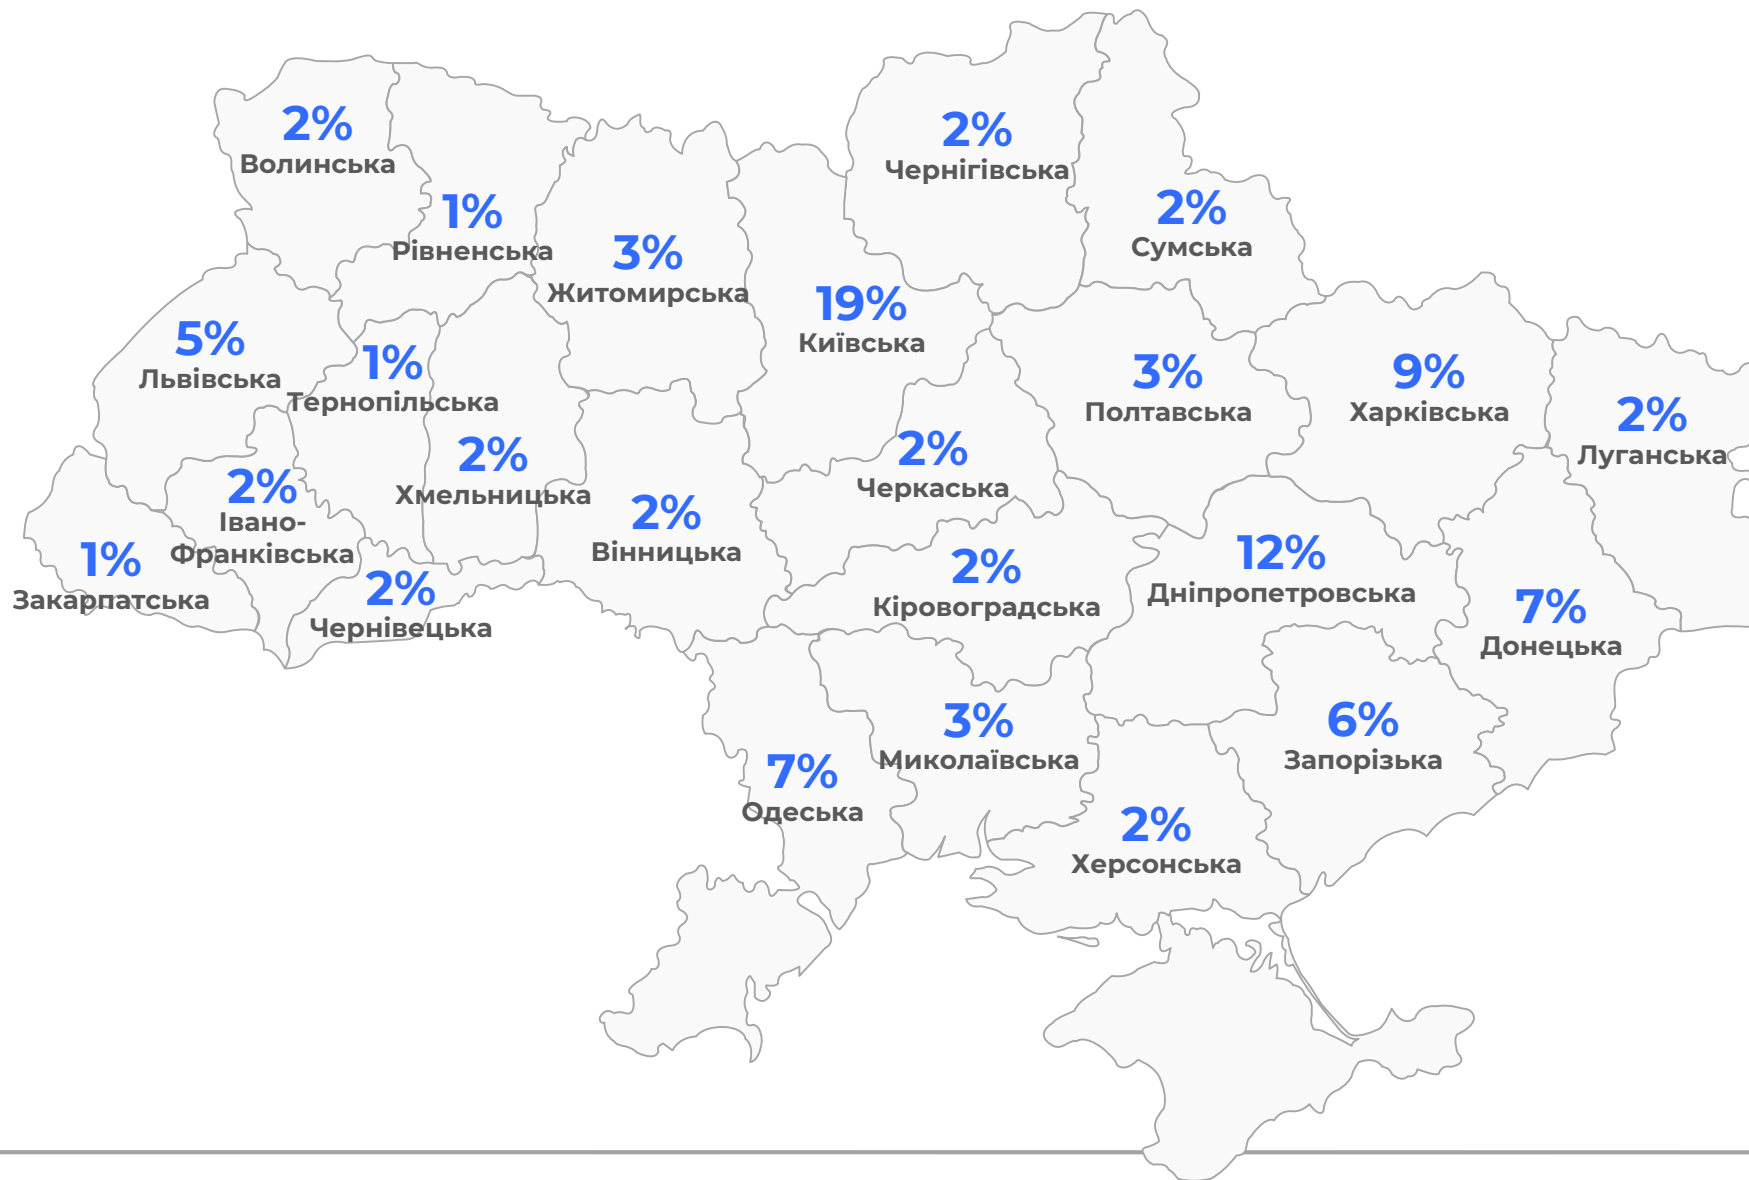 2%
Волинська
2%
Чернігівська
1%
Рівненська
2%
Сумська
3%
Житомирська
19%
Київська
5%
Львівська
1%
Тернопільська
3%
Полтавська
9%
Харківська
2%
Луганська
2%
Хмельницька
2%
Черкаська
2%
Івано-
Франківська
2%
Вінницька
1%
Закарпатська
2%
Чернівецька
2%
Кіровоградська
12%
Дніпропетровська
7%
Донецька
3%
Миколаївська
6%
Запорізька
7%
Одеська
2%
Херсонська